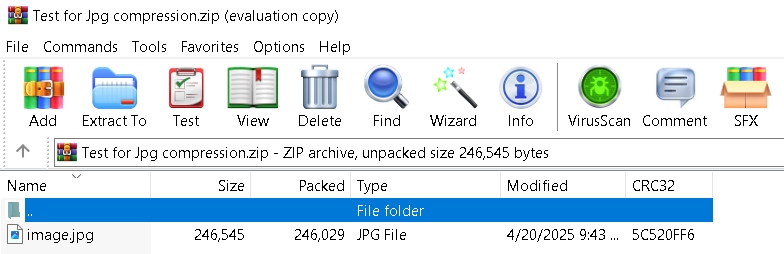 Test for Jpg compression.zip (evaluation copy)
File Commands Tools Favorites Options Help
Add Extract To Test View Delete Find Wizard Info VirusScan Comment SFX
Test for Jpg compression.zip - ZIP archive, unpacked size 246,545 bytes
Name Size Packed Type Modified CRC32
.. File folder
image.jpg 246,545 246,029 JPG File 4/20/2025 9:43 ... 5C520FF6